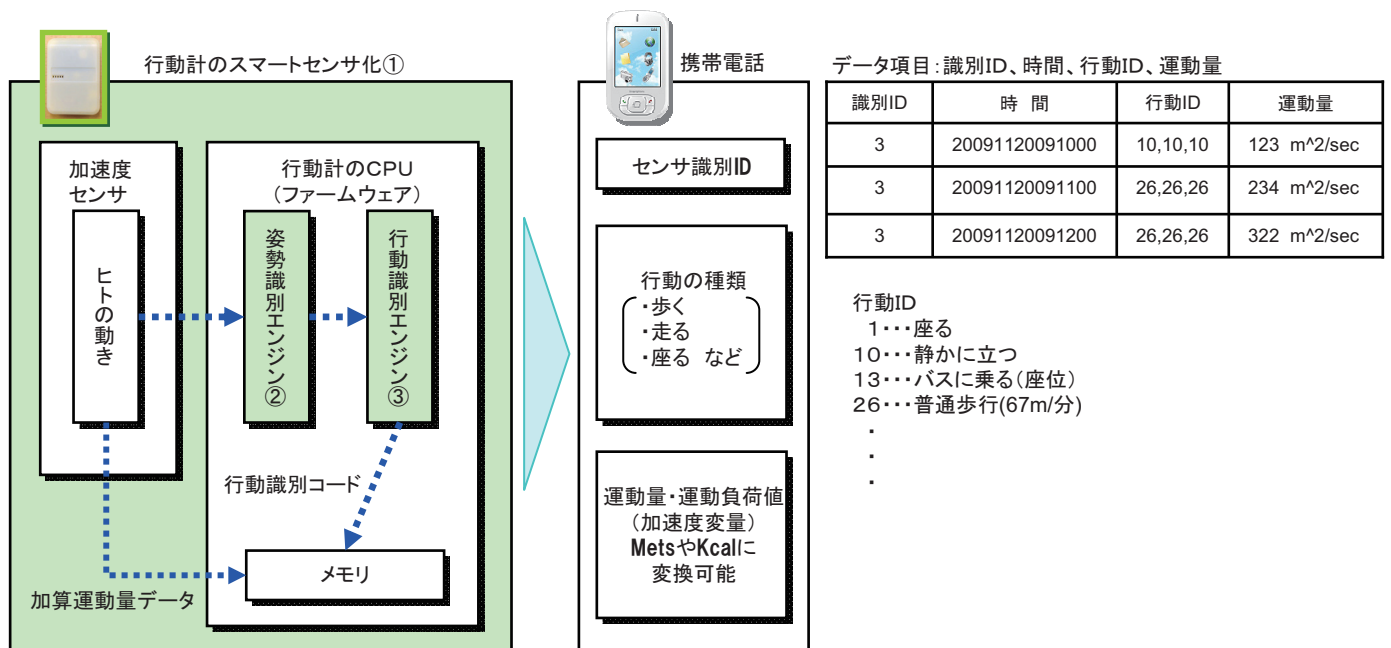 行動計のスマートセンサ化①
加速度
センサ
ヒトの動き
行動計のCPU
(ファームウェア)
姿勢識別エンジン②
行動識別エンジン③
行動識別コード
メモリ
加算運動量データ
携帯電話
センサ識別ID
行動の種類
・歩く
・走る
・座る など
運動量・運動負荷値
(加速度変量)
MetsやKcalに
変換可能
データ項目:識別ID、時間、行動ID、運動量
識別ID 時 間 行動ID 運動量
3 20091120091000 10,10,10 123 m^2/sec
3 20091120091100 26,26,26 234 m^2/sec
3 20091120091200 26,26,26 322 m^2/sec
行動ID
1・・・座る
10・・・静かに立つ
13・・・バスに乗る(座位)
26・・・普通歩行(67m/分)
・
・
・